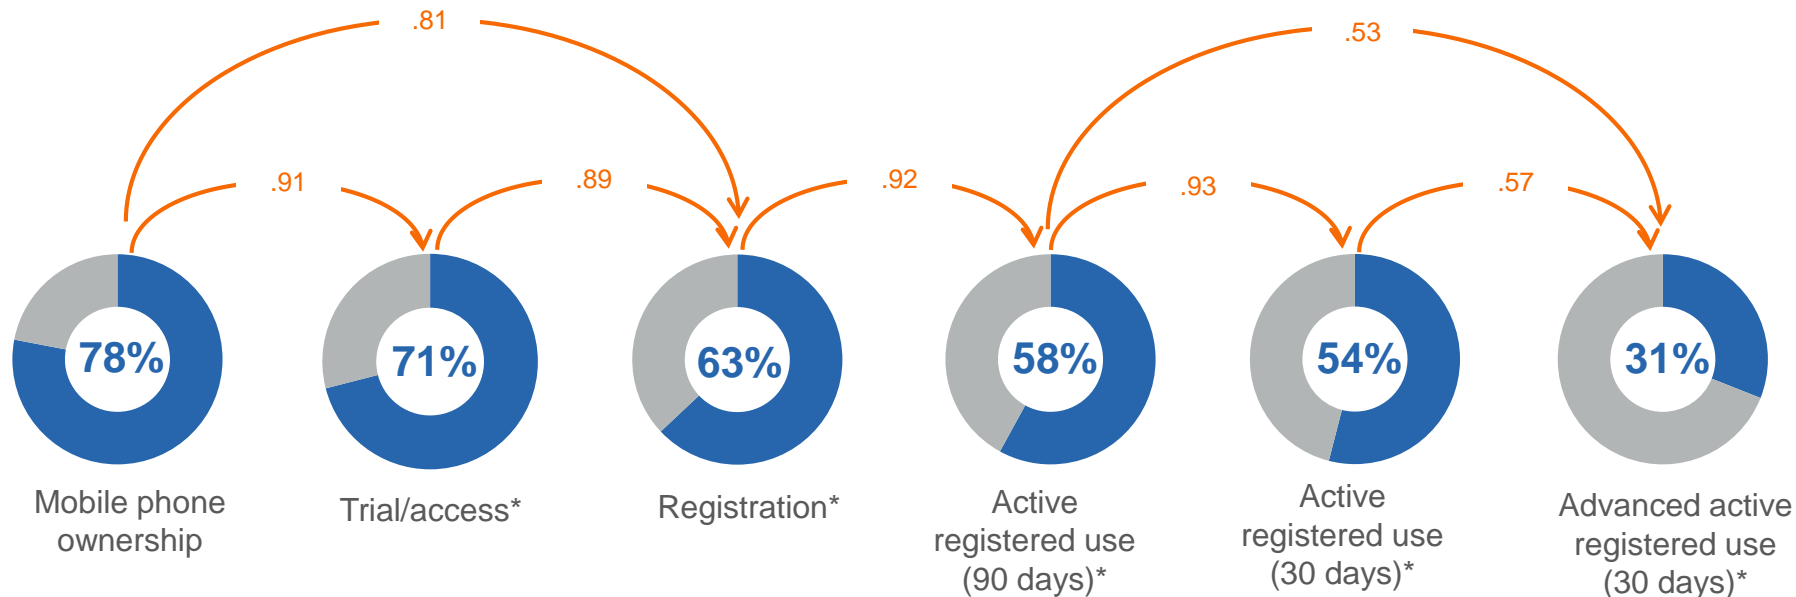 .81
.53
.91
.89
.92
.93
.57
78%
71%
63%
58%
54%
31%
Mobile phone
ownership
Trial/access*
Registration*
Active
registered use
(90 days)*
Active
registered use
(30 days)*
Advanced active
registered use
(30 days)*